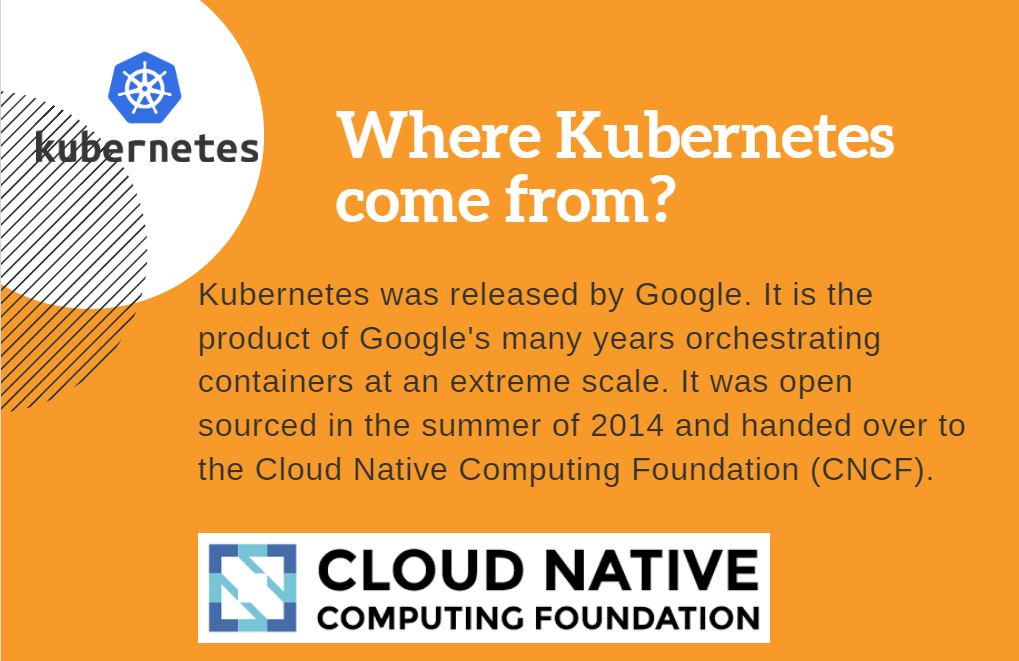 kubernetes
Where Kubernetes
come from?
Kubernetes was released by Google. It is the
product of Google's many years orchestrating
containers at an extreme scale. It was open
sourced in the summer of 2014 and handed over to
the Cloud Native Computing Foundation (CNCF).
CLOUD NATIVE
COMPUTING FOUNDATION